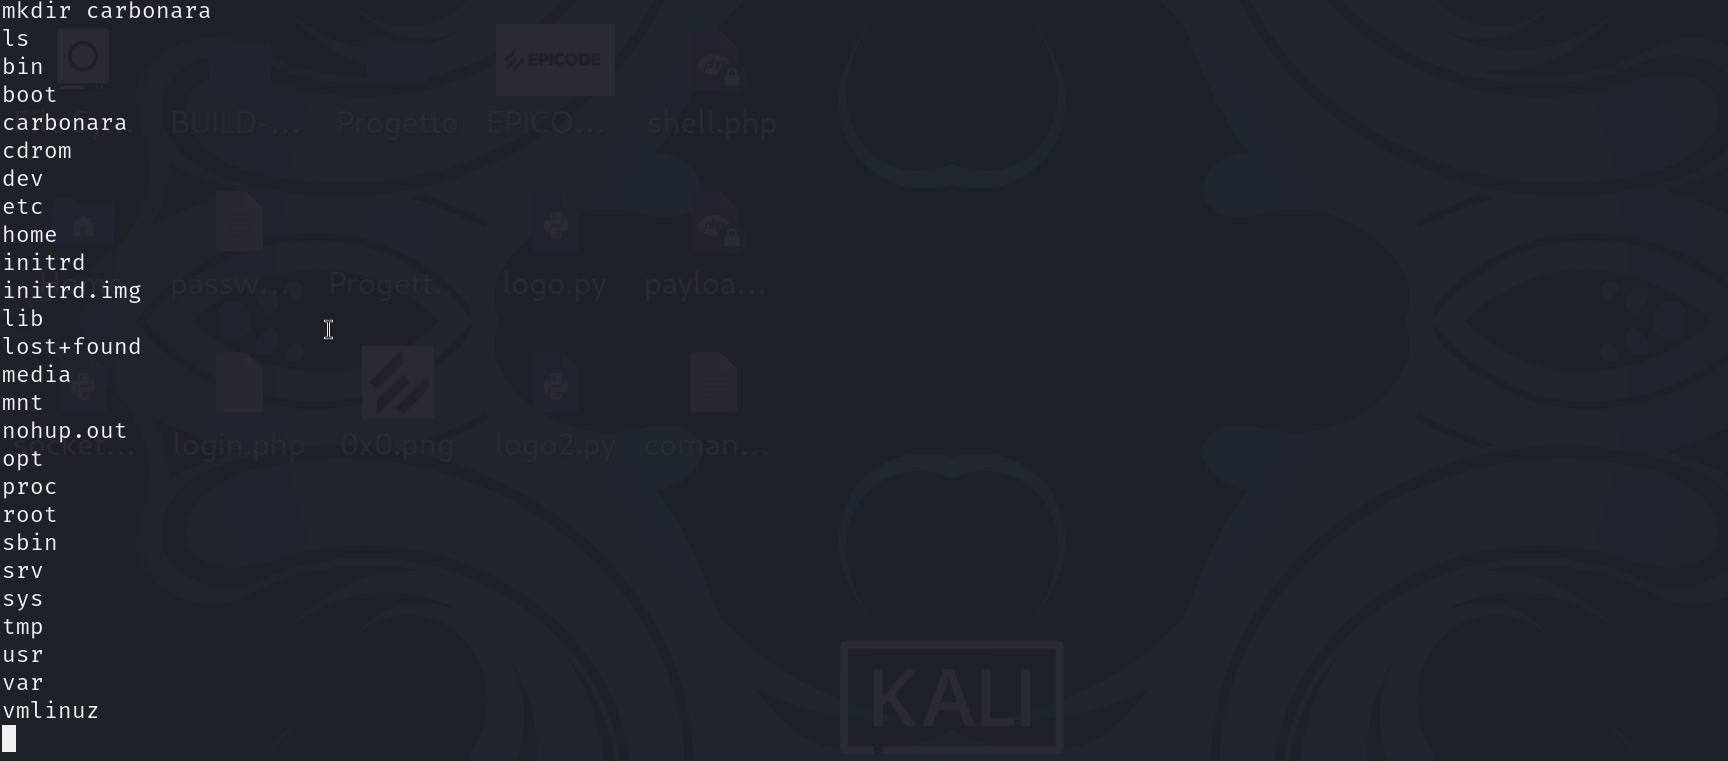 mkdir carbonara
ls
bin
boot
carbonara
cdrom
dev
etc
home
initrd
initrd.img
lib
lost+found
media
mnt
nohup.out
opt
proc
root
sbin
srv
sys
tmp
usr
var
vmlinuz
EPICODE
BUILD-...
Progetto
EPICO...
shell.php
passw...
Progett...
logo.py
payloa...
socket...
login.php
0x0.png
logo2.py
coman...
KALI